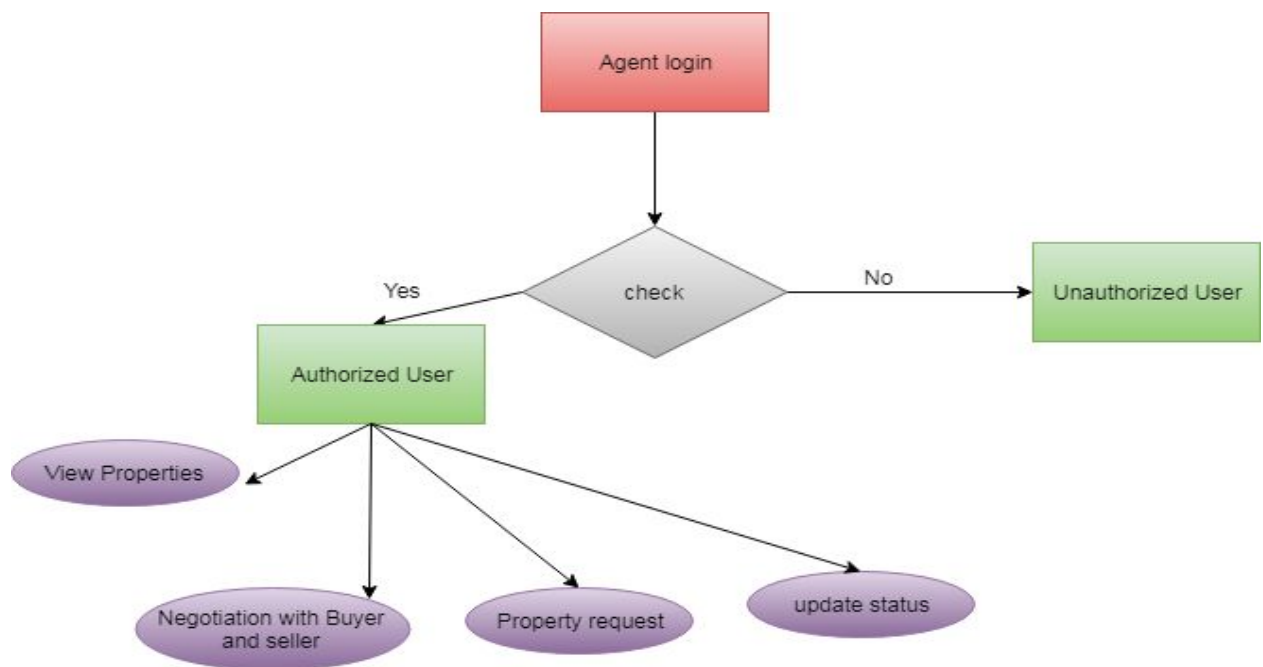 Agent login
check
Yes
No
Unauthorized User
Authorized User
View Properties
Negotiation with Buyer
and seller
Property request
update status